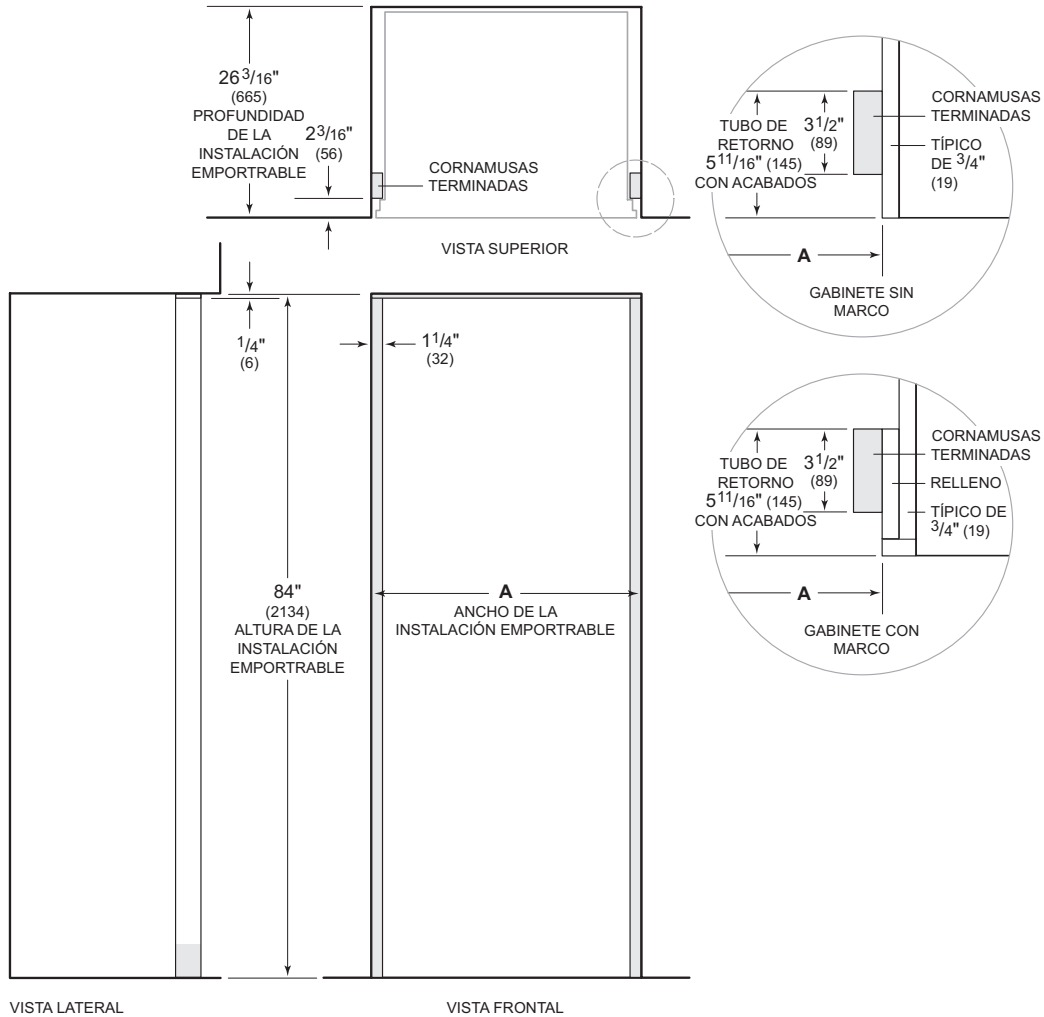 26 3/16"
(665)
PROFUNDIDAD
DE LA
INSTALACIÓN
EMPORTRABLE
2 3/16"
(56)
CORNAMUSAS
TERMINADAS
VISTA SUPERIOR
TUBO DE
RETORNO
5 11/16" (145)
CON ACABADOS
3 1/2"
(89)
CORNAMUSAS
TERMINADAS
TÍPICO
DE 3/4"
(19)
A
GABINETE SIN
MARCO
1/4"
(6)
1 1/4"
(32)
84"
(2134)
ALTURA DE LA
INSTALACIÓN
EMPORTRABLE
A
ANCHO DE LA
INSTALACIÓN EMPORTRABLE
TUBO DE
RETORNO
5 11/16" (145)
CON ACABADOS
3 1/2"
(89)
CORNAMUSAS
TERMINADAS
RELLENO
TÍPICO DE
3/4" (19)
A
GABINETE CON
MARCO
VISTA LATERAL
VISTA FRONTAL